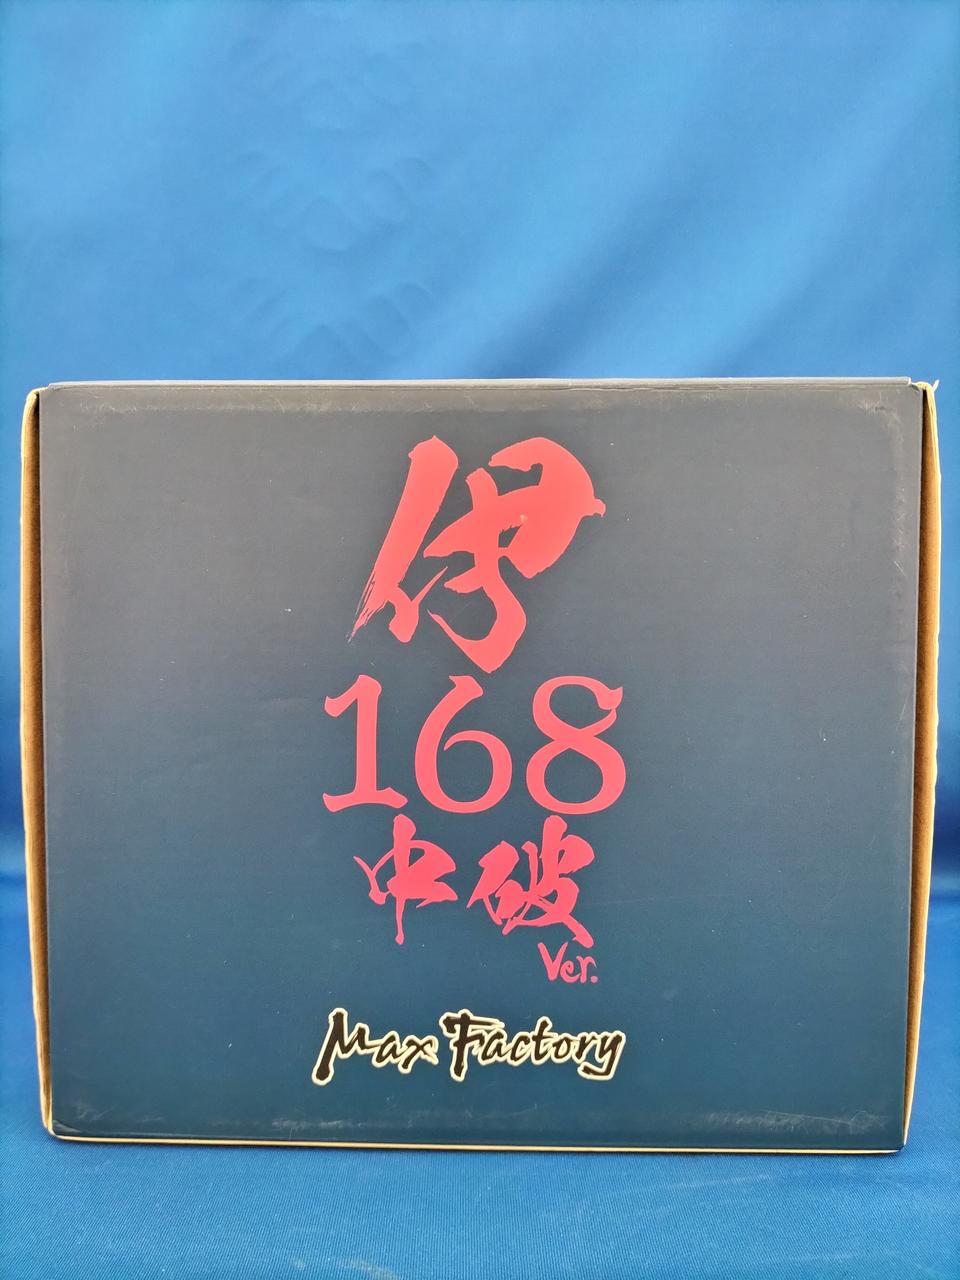 伊
168
中破
Ver.
Max Factory